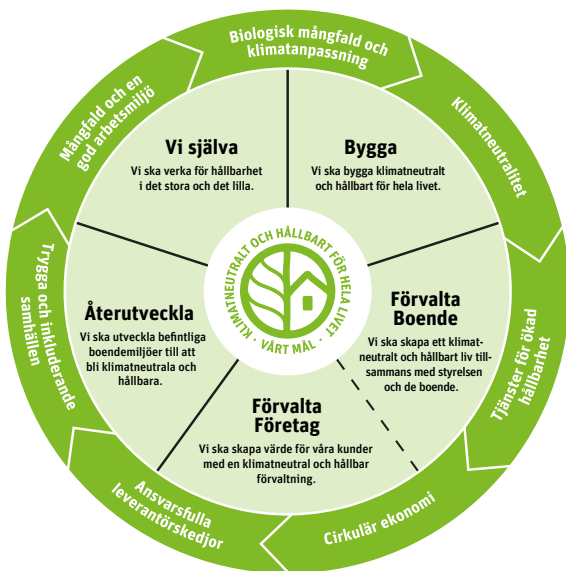 Biologisk mångfald och
klimatanpassning
Klimatneutralitet
Tjänster för ökad
hållbarhet
Cirkulär ekonomi
Ansvarsfulla
leverantörskedjor
Trygga och inkluderande
samhällen
Mångfald och en
god arbetsmiljö
Vi själva
Vi ska verka för hållbarhet
i det stora och det lilla.
Bygga
Vi ska bygga klimatneutralt
och hållbart för hela livet.
Förvalta
Boende
Vi ska skapa ett klimat-
neutralt och hållbart liv till-
sammans med styrelsen
och de boende.
Förvalta
Företag
Vi ska skapa värde för våra kunder
med en klimatneutral och hållbar
förvaltning.
Återutveckla
Vi ska utveckla befintliga
boendemiljöer till att
bli klimatneutrala och
hållbara.
KLIMATNEUTRALT OCH HÅLLBART FÖR HELA LIVET
· VÅRT MÅL ·